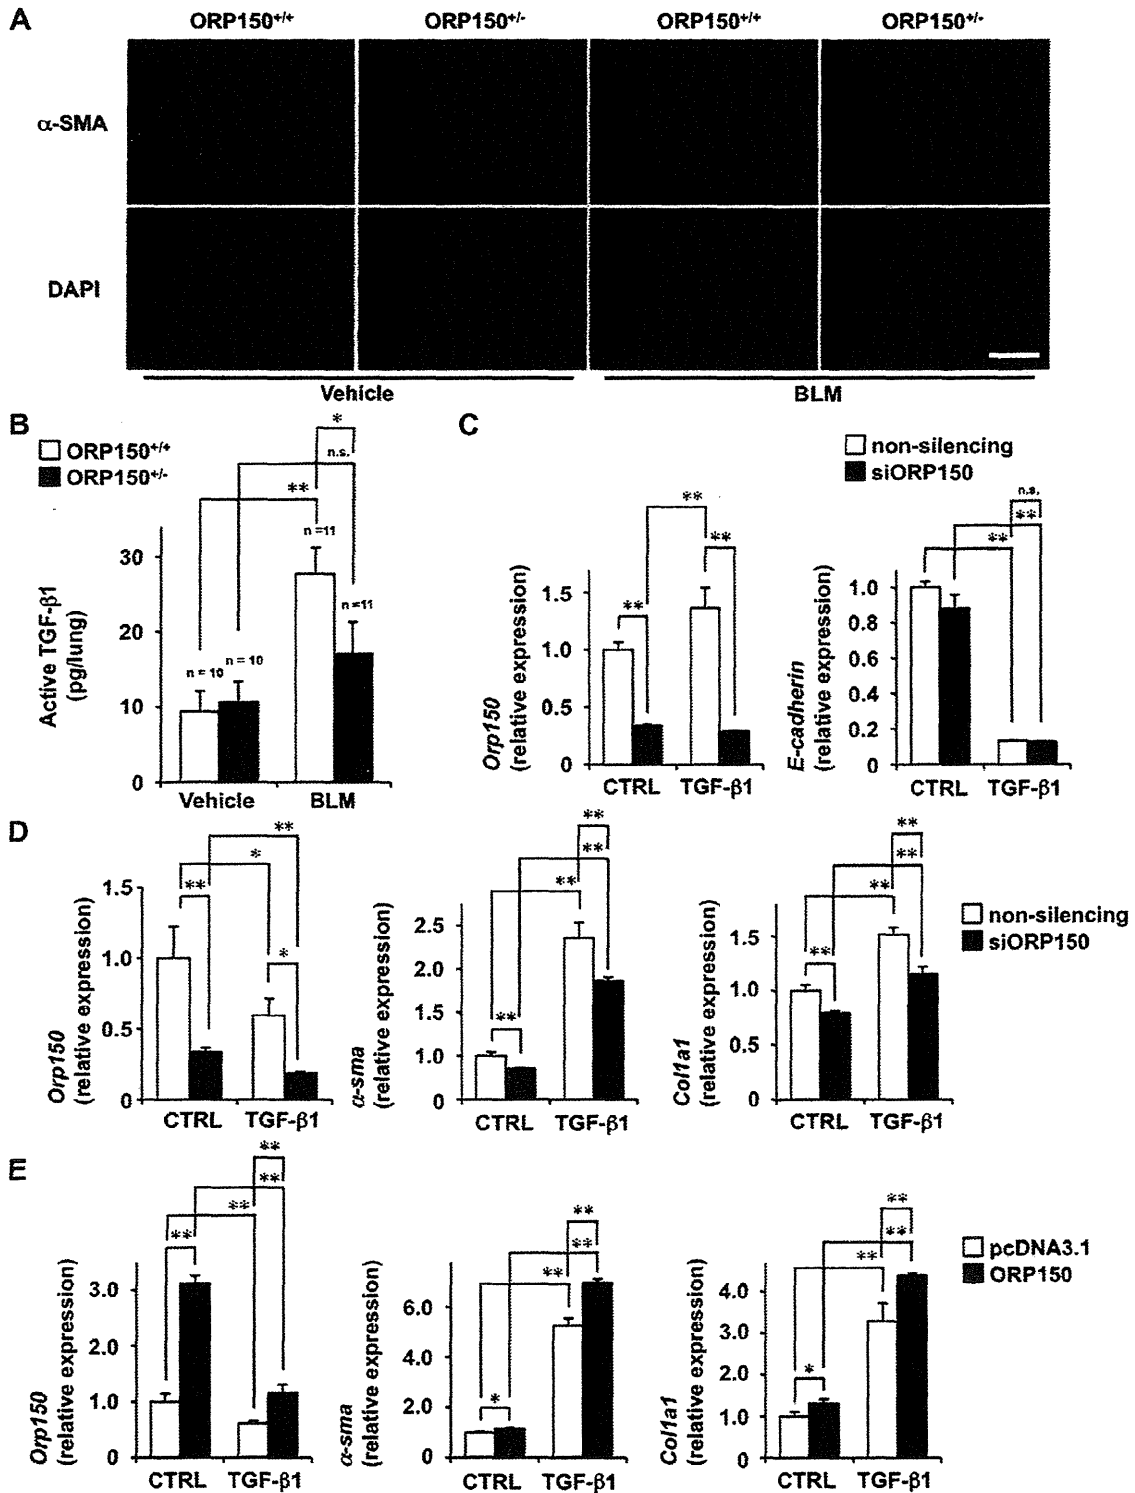 A
ORP150+/+ ORP150+/- ORP150+/+ ORP150+/-
α-SMA
DAPI
Vehicle BLM
B
ORP150+/+
ORP150+/-
*
n.s.
**
n =11
n =11
n = 10
n = 10
Active TGF-β1
(pg/lung)
30
20
10
0
Vehicle BLM
C
non-silencing
siORP150
**
**
**
Orp150
(relative expression)
1.5
1.0
0.5
0
CTRL TGF-β1
n.s.
**
**
E-cadherin
(relative expression)
1.0
0.8
0.6
0.4
0.2
0
CTRL TGF-β1
D
**
*
**
*
Orp150
(relative expression)
1.5
1.0
0.5
0
CTRL TGF-β1
**
**
**
**
α-sma
(relative expression)
2.5
2.0
1.5
1.0
0
CTRL TGF-β1
**
**
**
**
Col1a1
(relative expression)
1.5
1.0
0.5
0
CTRL TGF-β1
non-silencing
siORP150
E
**
**
**
**
Orp150
(relative expression)
3.0
2.0
1.0
0
CTRL TGF-β1
**
**
**
*
α-sma
(relative expression)
6.0
4.0
2.0
0
CTRL TGF-β1
**
**
**
*
Col1a1
(relative expression)
4.0
3.0
2.0
1.0
0
CTRL TGF-β1
pcDNA3.1
ORP150